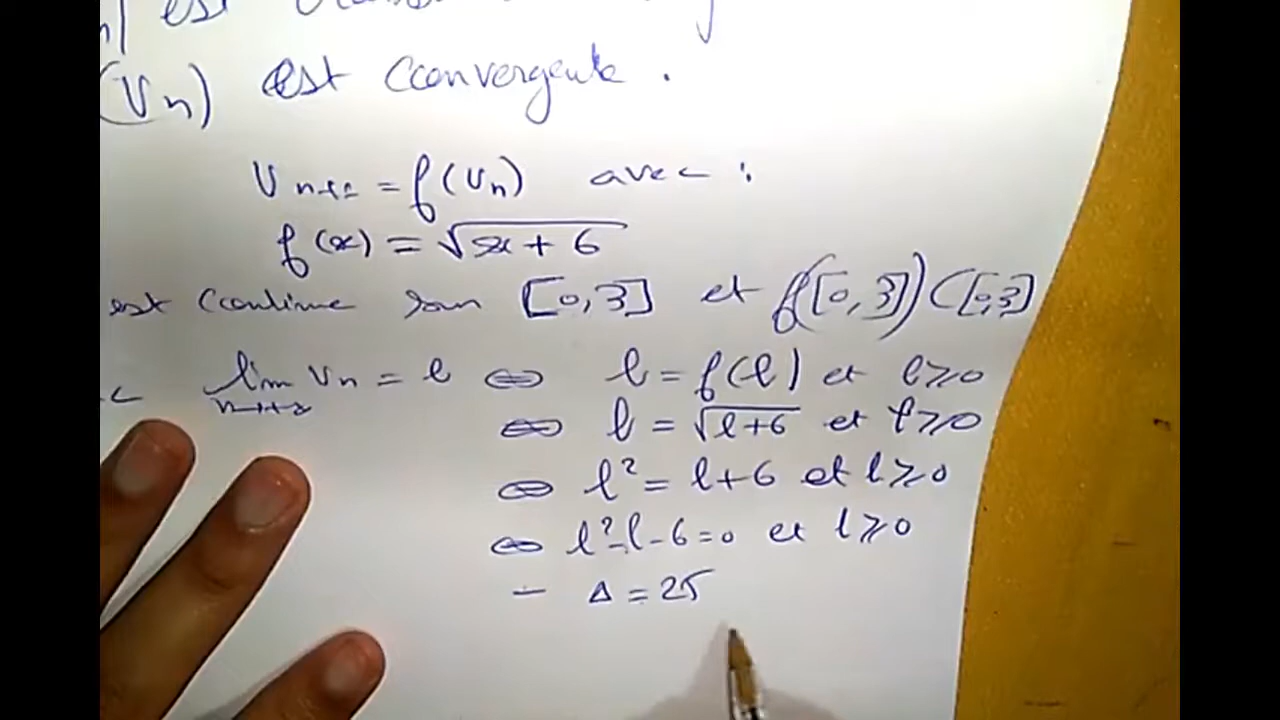 est
(Vn) est Convergente.
Vn+1 = f(Vn) avec :
f(x) = √x + 6
est Continue sur [0,3] et f([0,3]) ⊂ [0,3]
lim Vn = l ⇔ l = f(l) et l ≥ 0
n→+∞
⇔ l = √l+6 et l ≥ 0
⇔ l² = l+6 et l ≥ 0
⇔ l² - l - 6 = 0 et l ≥ 0
- Δ = 25